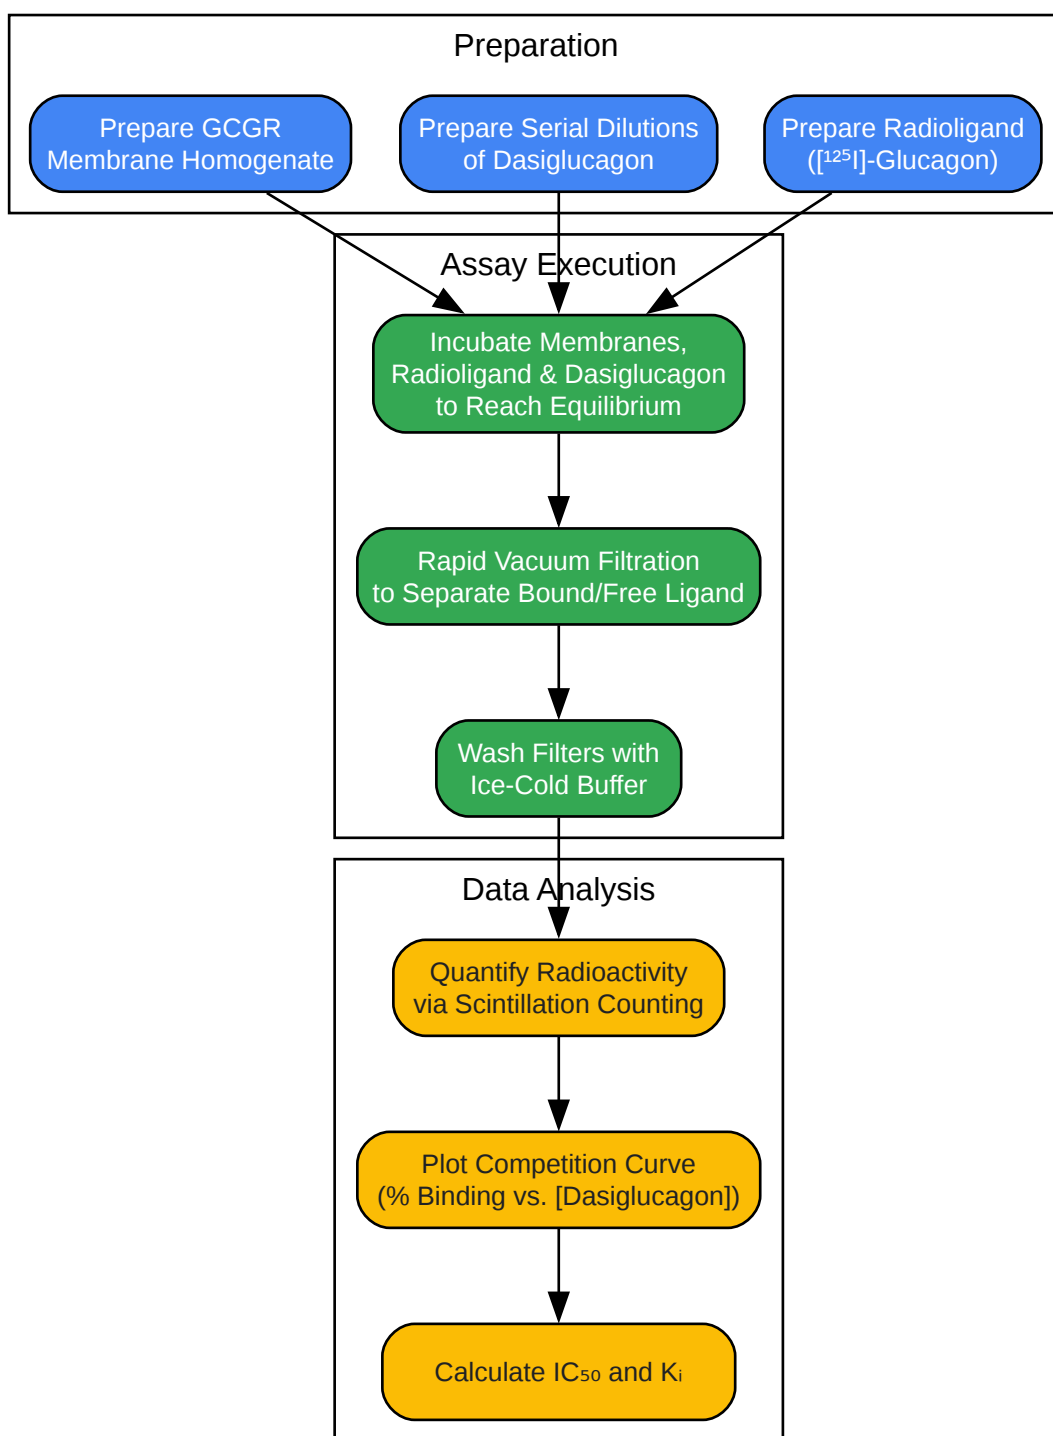 Preparation
Prepare GCGR
Membrane Homogenate
Prepare Serial Dilutions
of Dasiglucagon
Prepare Radioligand
([¹²⁵I]-Glucagon)
Assay Execution
Incubate Membranes,
Radioligand & Dasiglucagon
to Reach Equilibrium
Rapid Vacuum Filtration
to Separate Bound/Free Ligand
Wash Filters with
Ice-Cold Buffer
Data Analysis
Quantify Radioactivity
via Scintillation Counting
Plot Competition Curve
(% Binding vs. [Dasiglucagon])
Calculate IC₅₀ and Kᵢ